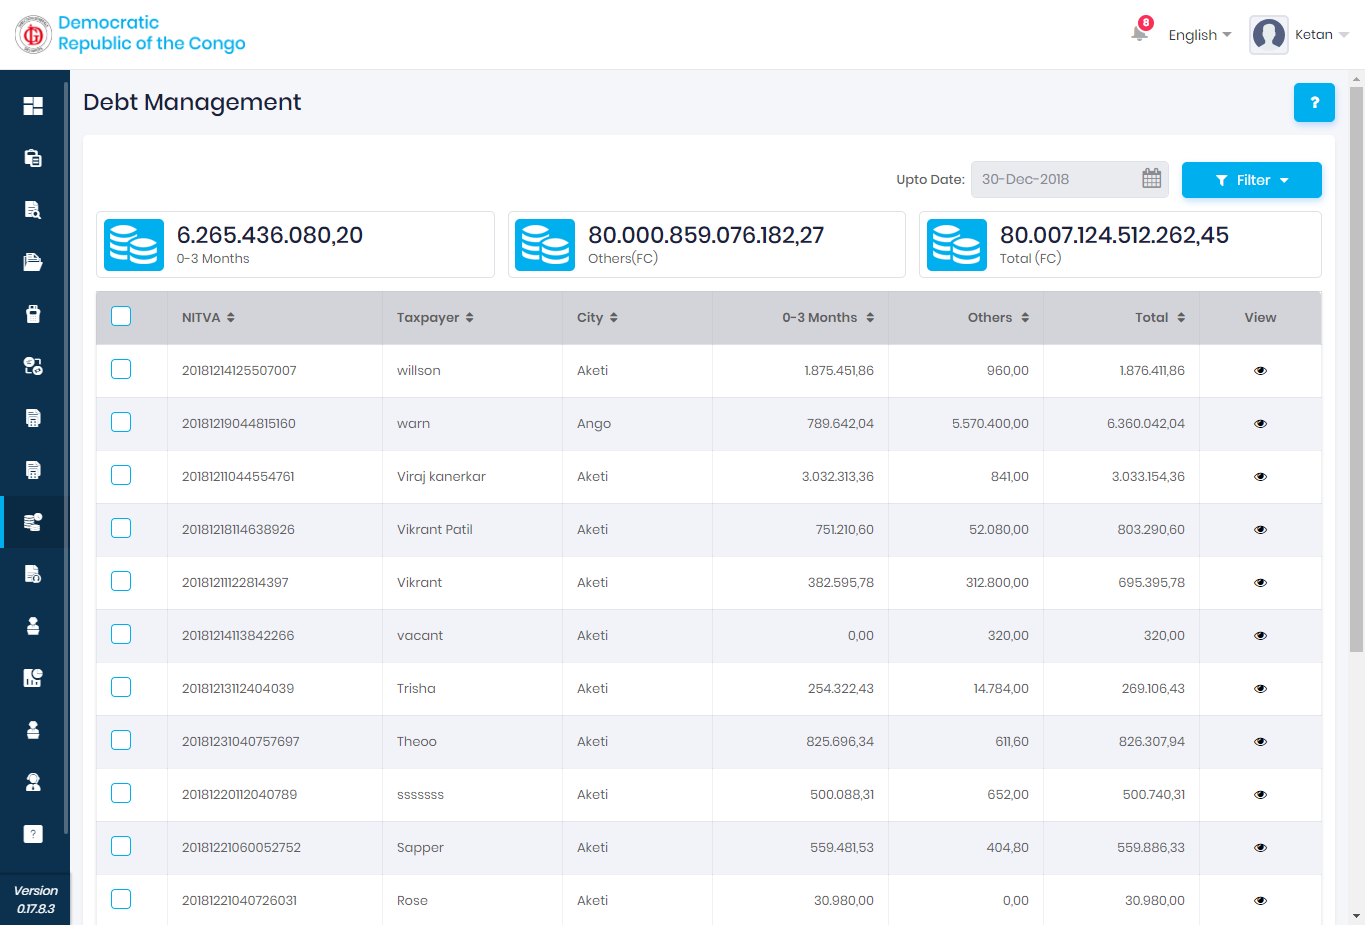 Democratic
Republic of the Congo
8
English
Ketan
Debt Management
?
Upto Date: 30-Dec-2018 Filter
6.265.436.080,20
0-3 Months
80.000.859.076.182,27
Others(FC)
80.007.124.512.262,45
Total (FC)
NITVA Taxpayer City 0-3 Months Others Total View
20181214125507007 willson Aketi 1.875.451,86 960,00 1.876.411,86
20181219044815160 warn Ango 789.642,04 5.570.400,00 6.360.042,04
20181211044554761 Viraj kanerkar Aketi 3.032.313,36 841,00 3.033.154,36
20181218114638926 Vikrant Patil Aketi 751.210,60 52.080,00 803.290,60
20181211122814397 Vikrant Aketi 382.595,78 312.800,00 695.395,78
20181214113842266 vacant Aketi 0,00 320,00 320,00
20181213112404039 Trisha Aketi 254.322,43 14.784,00 269.106,43
20181231040757697 Theoo Aketi 825.696,34 611,60 826.307,94
20181220112040789 sssssss Aketi 500.088,31 652,00 500.740,31
20181221060052752 Sapper Aketi 559.481,53 404,80 559.886,33
20181221040726031 Rose Aketi 30.980,00 0,00 30.980,00
?
Version
0.17.8.3